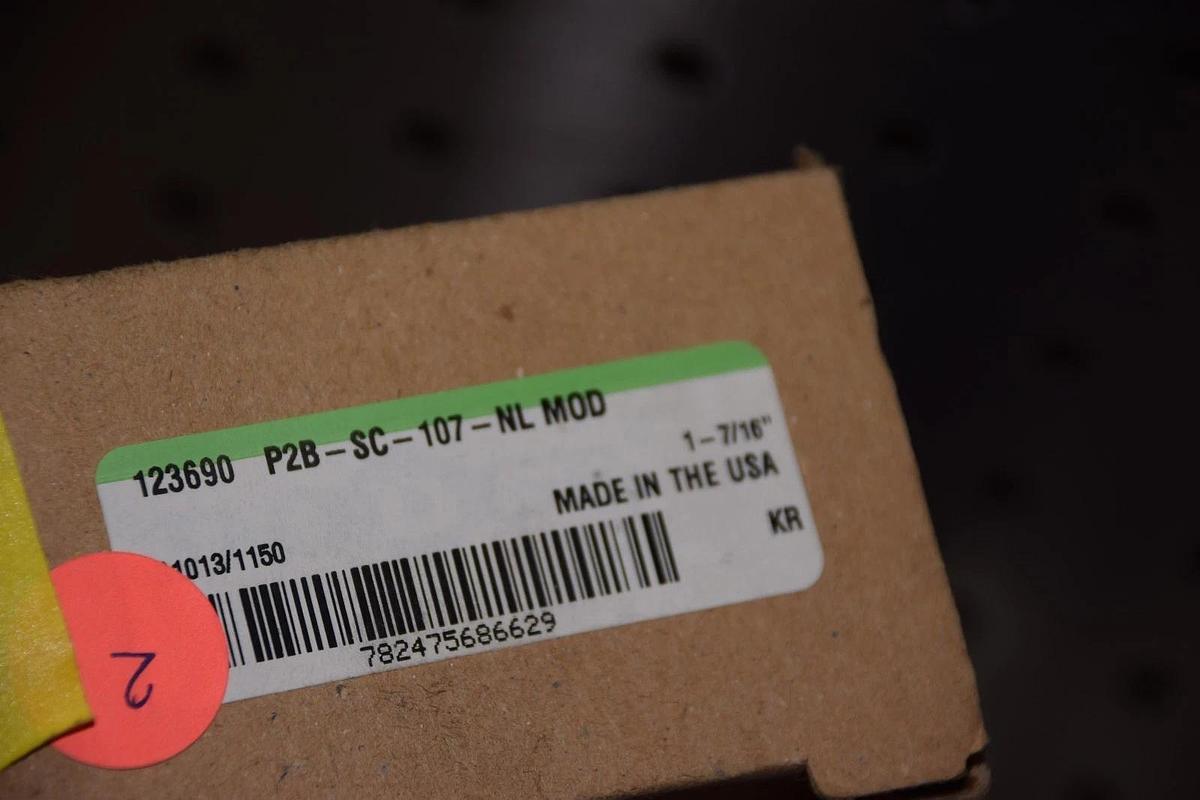 123690 P2B-SC-107-NL MOD
1-7/16"
MADE IN THE USA
KR
1013/1150
782475686629
2